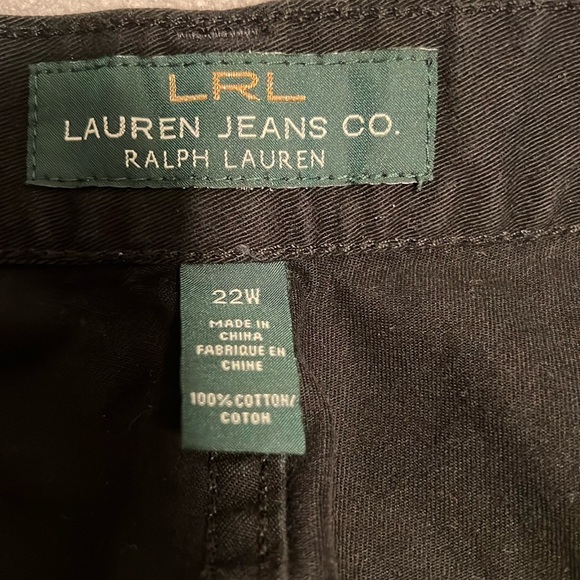 LRL
LAUREN JEANS CO.
RALPH LAUREN
22W
MADE IN
CHINA
FABRIQUE EN
CHINE
100% COTTON/
COTON